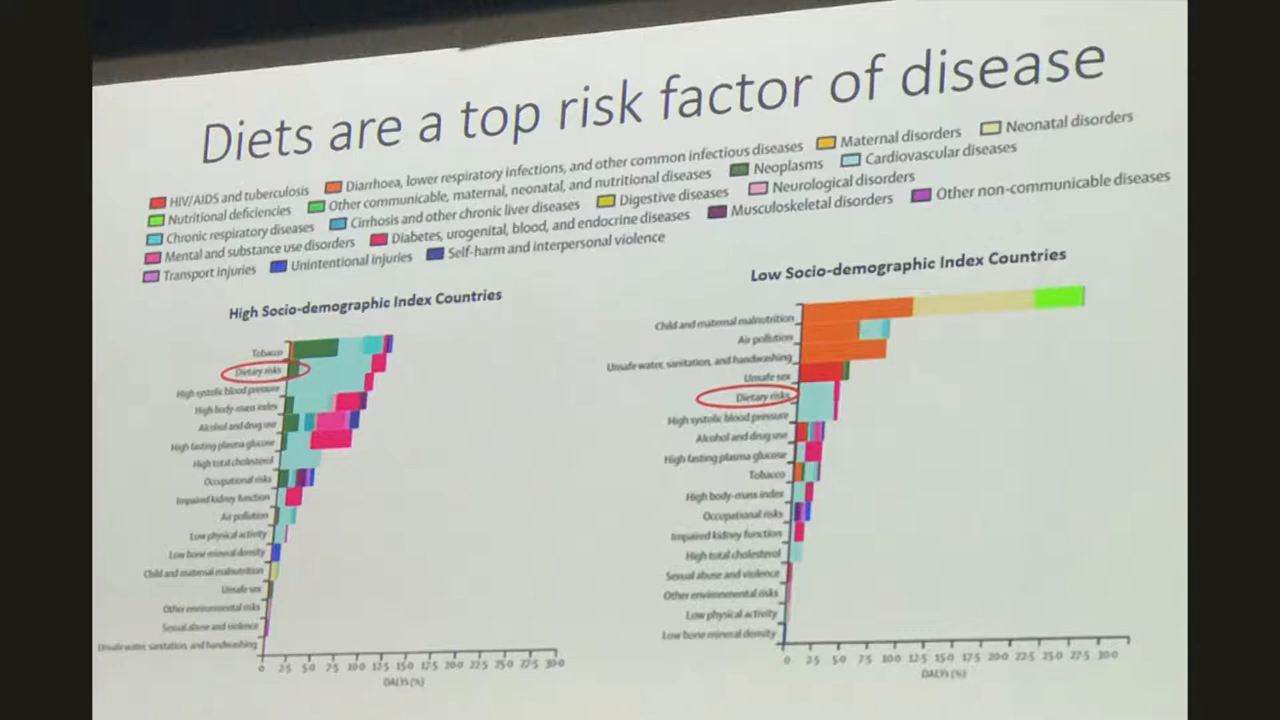 Diets are a top risk factor of disease
HIV/AIDS and tuberculosis Diarrhoea, lower respiratory infections, and other common infectious diseases Maternal disorders Neonatal disorders
Nutritional deficiencies Other communicable, maternal, neonatal, and nutritional diseases Neoplasms Cardiovascular diseases
Chronic respiratory diseases Cirrhosis and other chronic liver diseases Digestive diseases Neurological disorders
Mental and substance use disorders Diabetes, urogenital, blood, and endocrine diseases Musculoskeletal disorders Other non-communicable diseases
Transport injuries Unintentional injuries Self-harm and interpersonal violence
High Socio-demographic Index Countries
Tobacco
Dietary risks
High systolic blood pressure
High body-mass index
Alcohol and drug use
High fasting plasma glucose
High total cholesterol
Occupational risks
Impaired kidney function
Air pollution
Low physical activity
Low bone mineral density
Child and maternal malnutrition
Unsafe sex
Other environmental risks
Sexual abuse and violence
Unsafe water, sanitation, and handwashing
0 2·5 5·0 7·5 10·0 12·5 15·0 17·5 20·0 22·5 25·0 27·5 30·0
DALYs (%)
Low Socio-demographic Index Countries
Child and maternal malnutrition
Air pollution
Unsafe water, sanitation, and handwashing
Unsafe sex
Dietary risks
High systolic blood pressure
Alcohol and drug use
High fasting plasma glucose
Tobacco
High body-mass index
Occupational risks
Impaired kidney function
High total cholesterol
Sexual abuse and violence
Other environmental risks
Low physical activity
Low bone mineral density
0 2·5 5·0 7·5 10·0 12·5 15·0 17·5 20·0 22·5 25·0 27·5 30·0
DALYs (%)